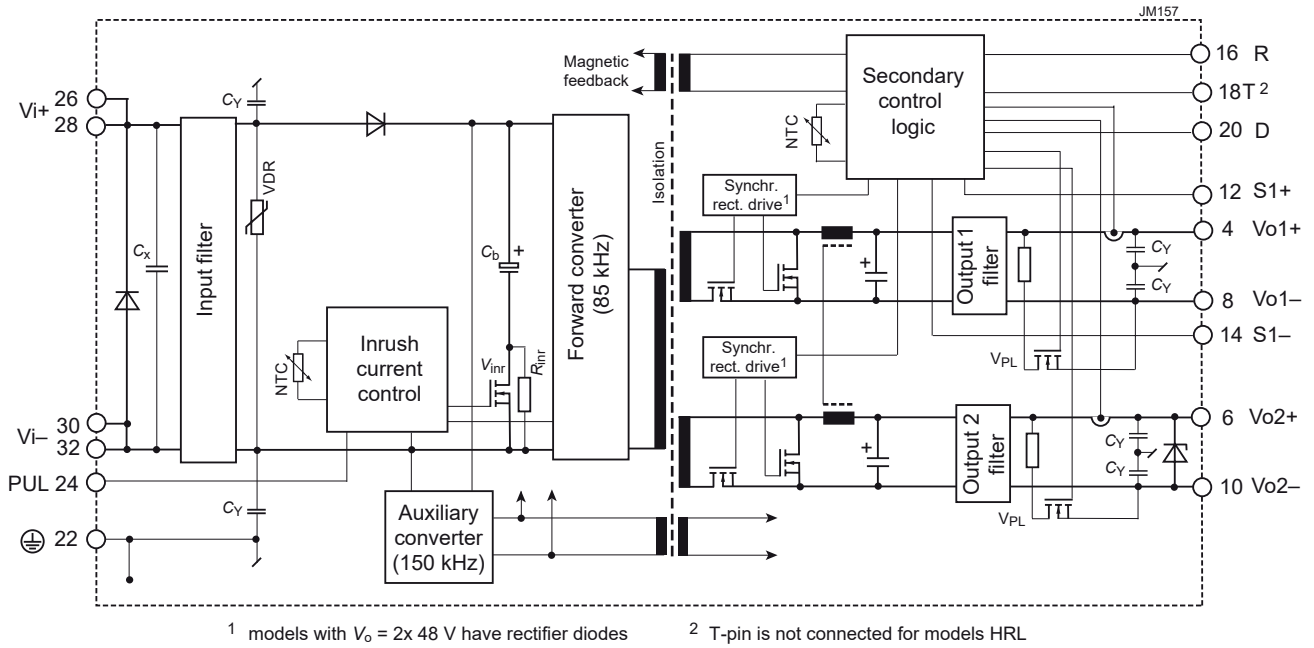 JM157
Vi+
26
28
CY
VDR
Cx
Input filter
Magnetic
feedback
Isolation
Forward converter
(85 kHz)
Cb
+
Inrush
current
control
NTC
Vinr
Rinr
Vi–
30
32
PUL 24
CY
22
Auxiliary
converter
(150 kHz)
Secondary
control
logic
NTC
Synchr.
rect. drive1
+
Output 1
filter
CY
CY
VPL
Synchr.
rect. drive1
+
Output 2
filter
CY
CY
VPL
16 R
18T 2
20 D
12 S1+
4 Vo1+
8 Vo1–
14 S1–
6 Vo2+
10 Vo2–
1 models with Vo = 2x 48 V have rectifier diodes
2 T-pin is not connected for models HRL